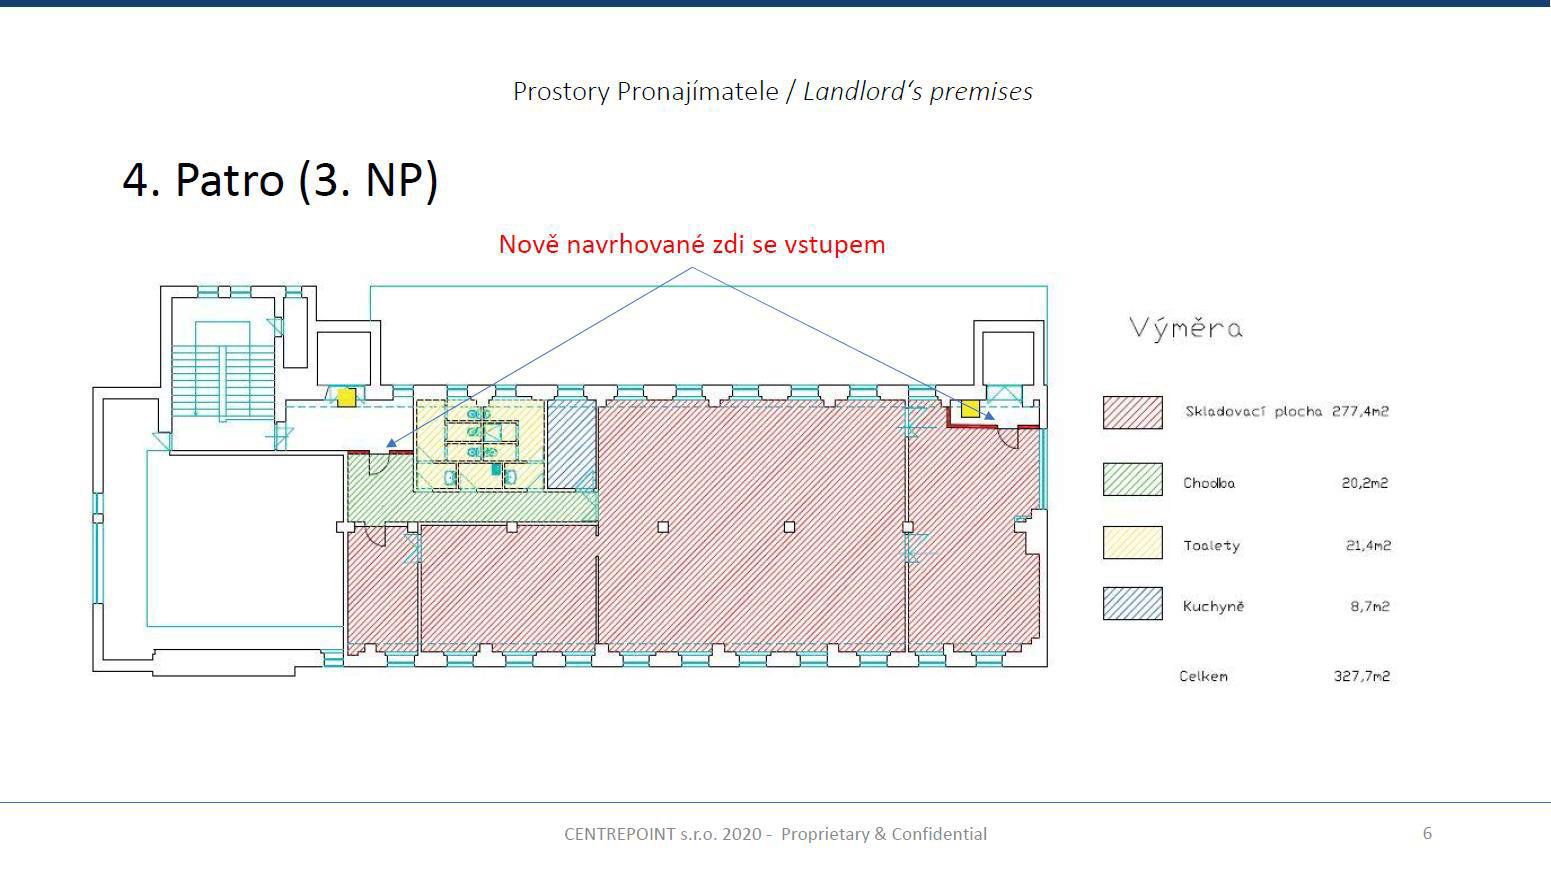 Prostory Pronajímatele / Landlord‘s premises
4. Patro (3. NP)
Nově navrhované zdi se vstupem
Výměra
Skladovací plocha 277,4m2
Chodba 20,2m2
Toalety 21,4m2
Kuchyně 8,7m2
Celkem 327,7m2
CENTREPOINT s.r.o. 2020 - Proprietary & Confidential
6